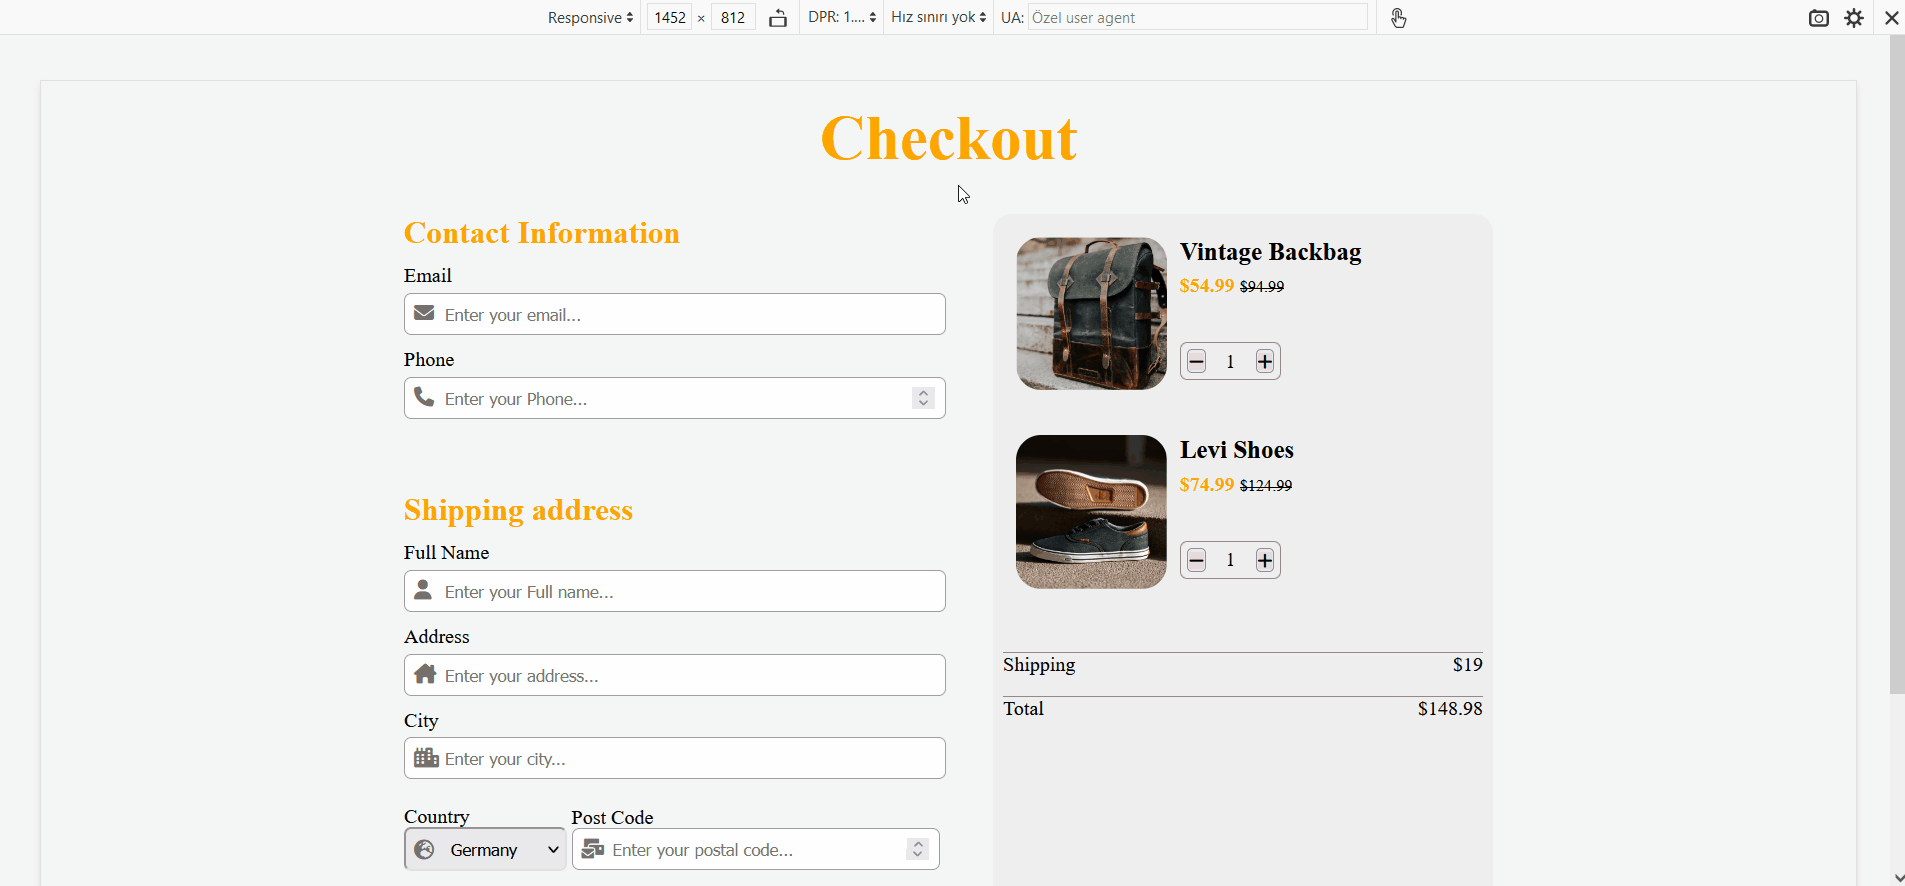 Responsive 1452 × 812 DPR: 1.... Hız sınırı yok UA: Özel user agent
Checkout
Contact Information
Email
Enter your email...
Phone
Enter your Phone...
Shipping address
Full Name
Enter your Full name...
Address
Enter your address...
City
Enter your city...
Country Post Code
Germany Enter your postal code...
Vintage Backbag
$54.99 $94.99
1
Levi Shoes
$74.99 $124.99
1
Shipping $19
Total $148.98